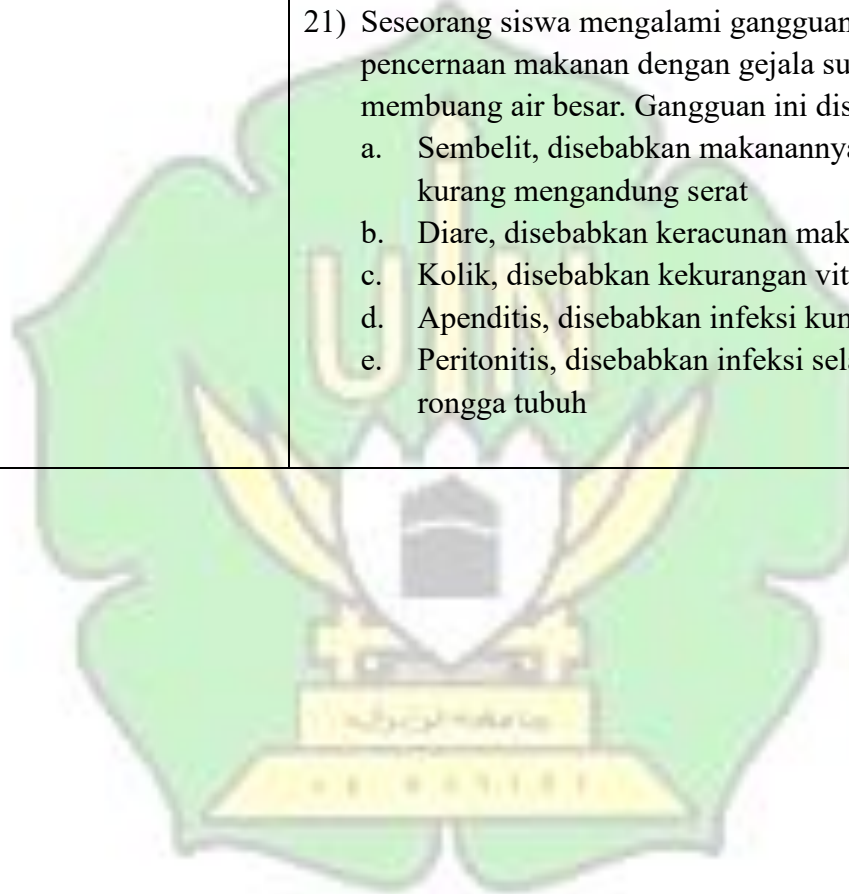 21) Seseorang siswa mengalami gangguan
pencernaan makanan dengan gejala su
membuang air besar. Gangguan ini dis
a. Sembelit, disebabkan makanannya
kurang mengandung serat
b. Diare, disebabkan keracunan mak
c. Kolik, disebabkan kekurangan vit
d. Apenditis, disebabkan infeksi kun
e. Peritonitis, disebabkan infeksi sela
rongga tubuh
UIN